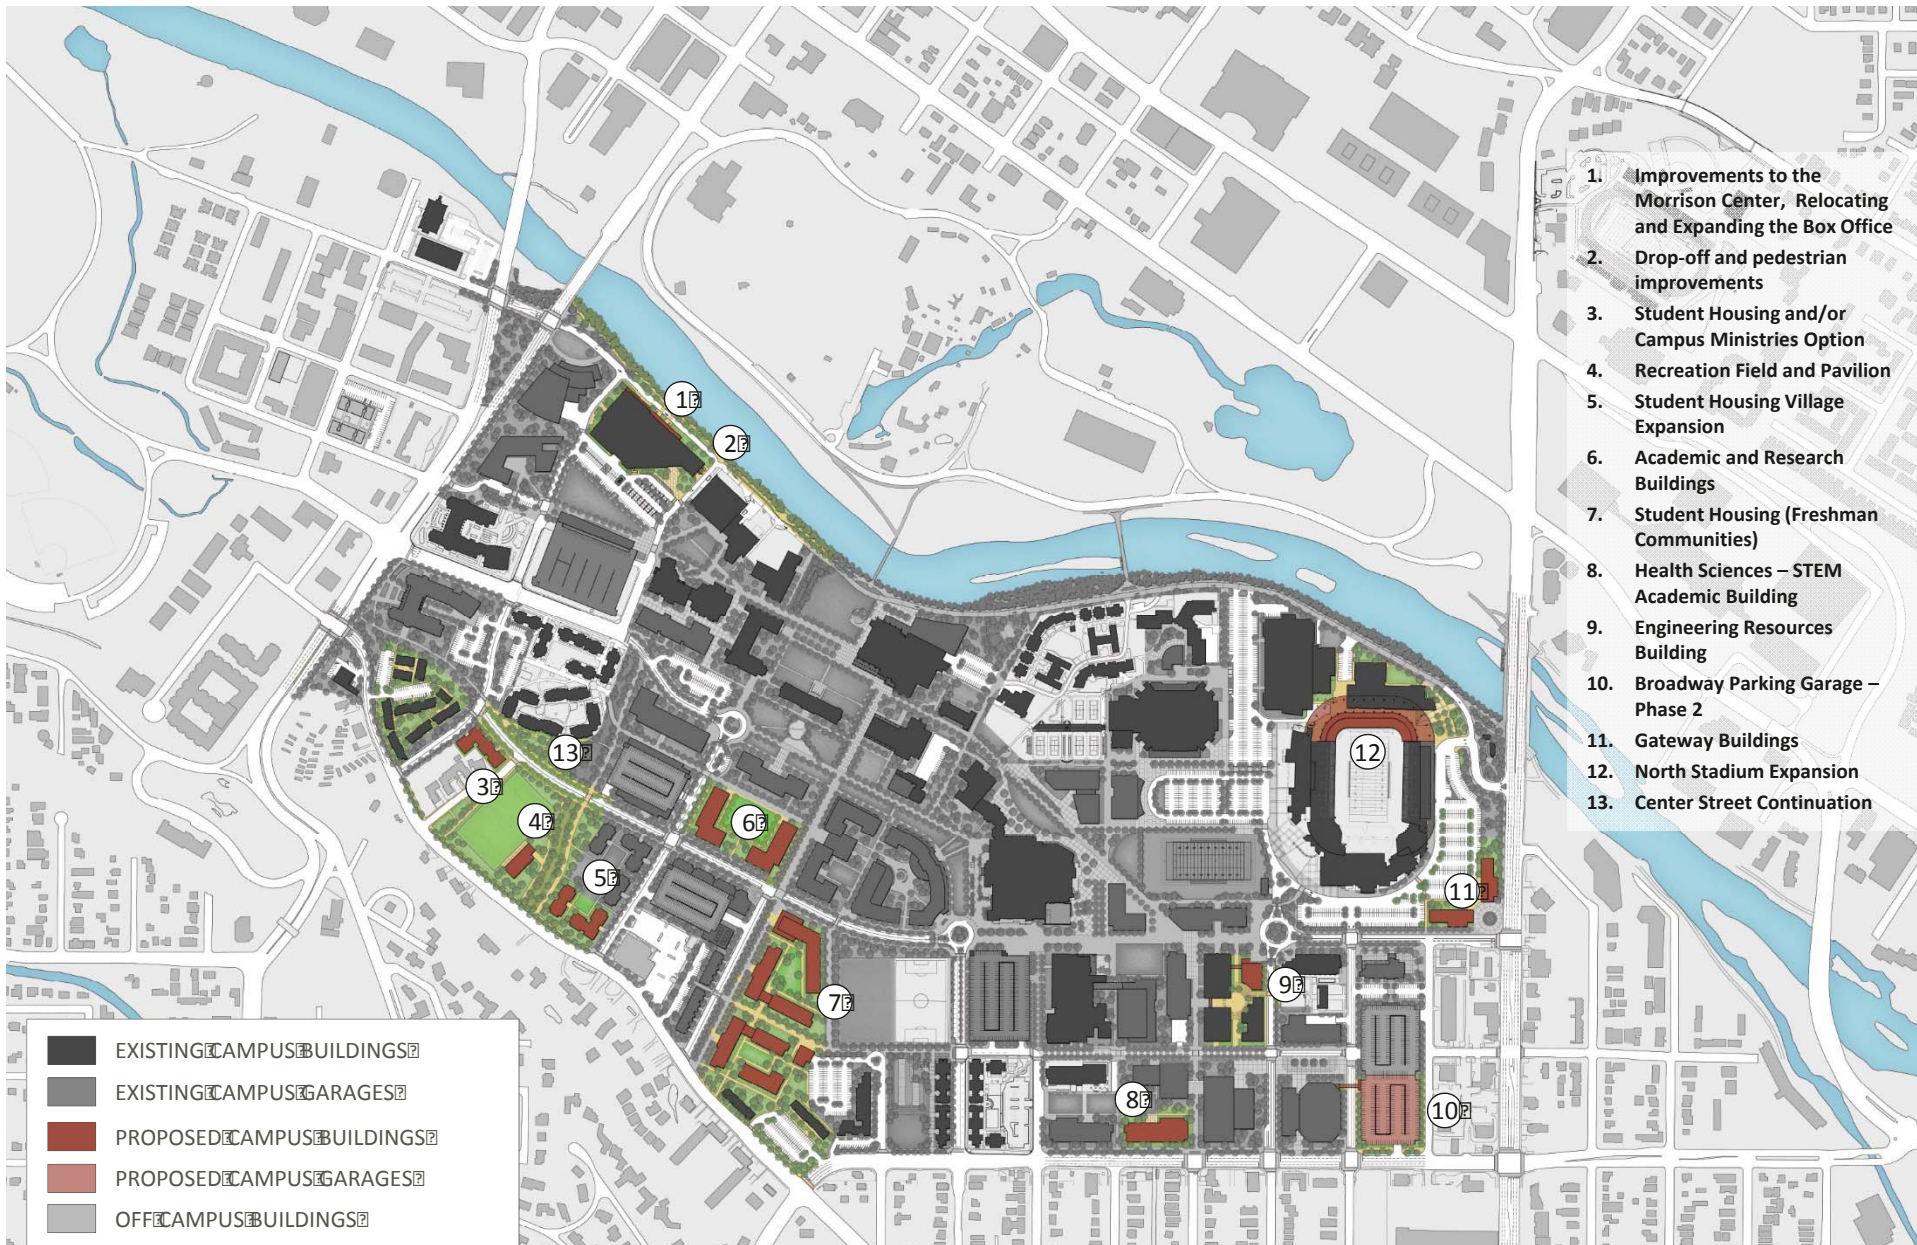 1. Improvements to the
Morrison Center, Relocating
and Expanding the Box Office
2. Drop-off and pedestrian
improvements
3. Student Housing and/or
Campus Ministries Option
4. Recreation Field and Pavilion
5. Student Housing Village
Expansion
6. Academic and Research
Buildings
7. Student Housing (Freshman
Communities)
8. Health Sciences – STEM
Academic Building
9. Engineering Resources
Building
10. Broadway Parking Garage –
Phase 2
11. Gateway Buildings
12. North Stadium Expansion
13. Center Street Continuation
1
2
13
3
4
5
6
7
8
9
10
11
12
EXISTING CAMPUS BUILDINGS
EXISTING CAMPUS GARAGES
PROPOSED CAMPUS BUILDINGS
PROPOSED CAMPUS GARAGES
OFF CAMPUS BUILDINGS